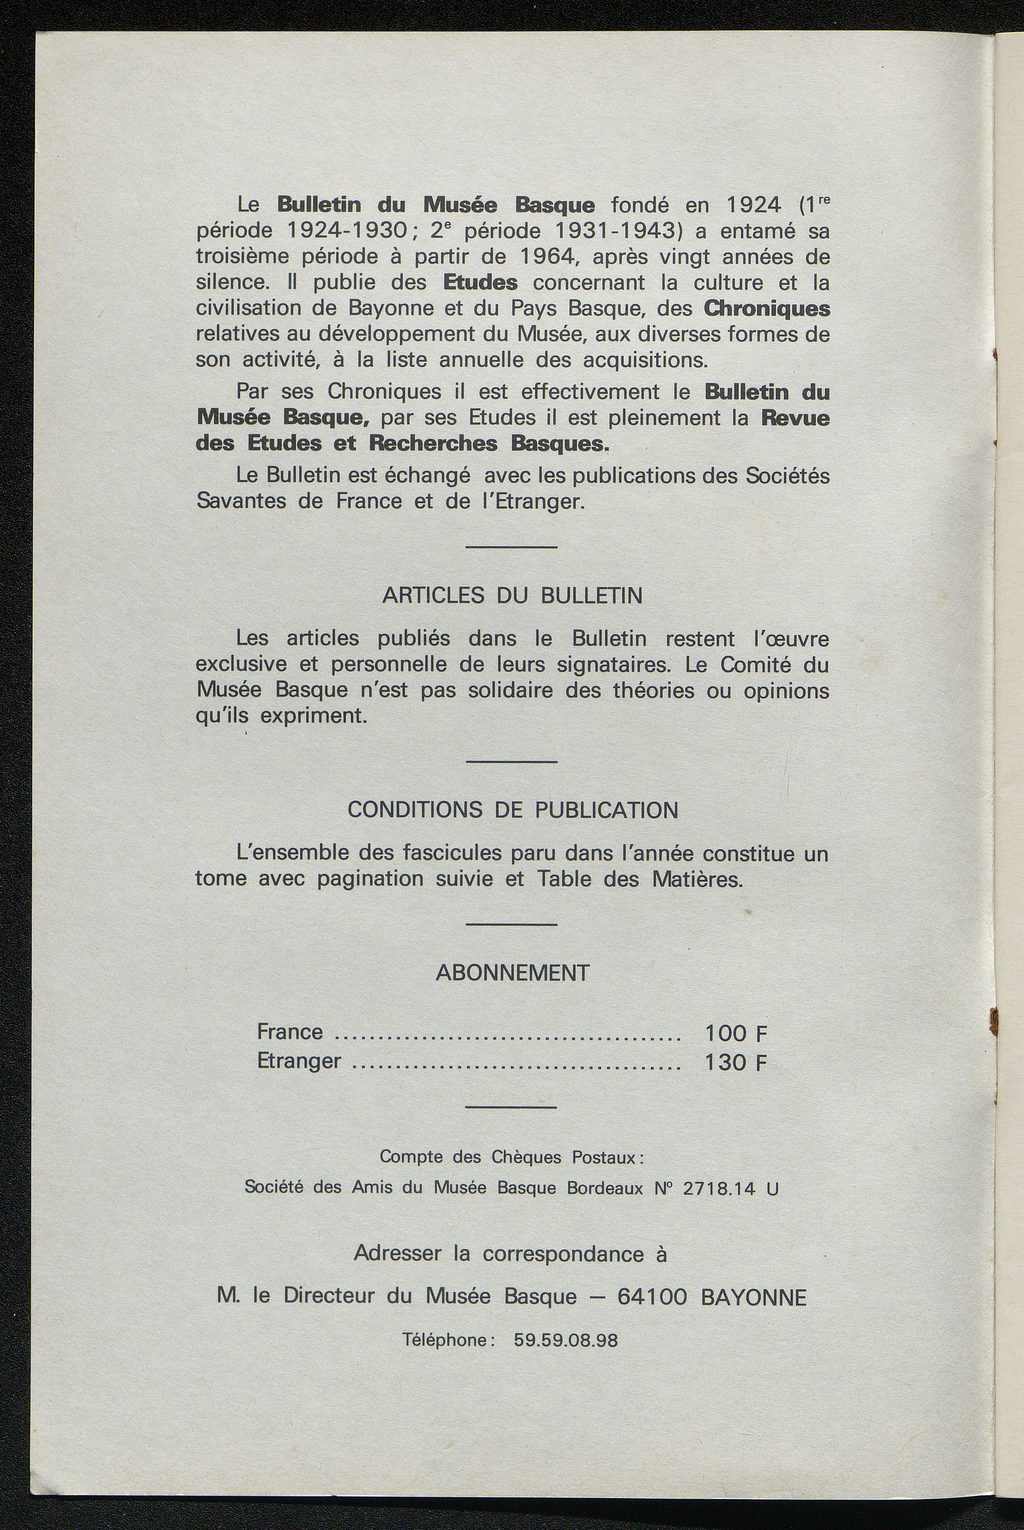 Le Bulletin du Musée Basque fondé en 1924 (1re
période 1924-1930; 2e période 1931-1943) a entamé sa
troisième période à partir de 1964, après vingt années de
silence. Il publie des Etudes concernant la culture et la
civilisation de Bayonne et du Pays Basque, des Chroniques
relatives au développement du Musée, aux diverses formes de
son activité, à la liste annuelle des acquisitions.
Par ses Chroniques il est effectivement le Bulletin du
Musée Basque, par ses Etudes il est pleinement la Revue
des Etudes et Recherches Basques.
Le Bulletin est échangé avec les publications des Sociétés
Savantes de France et de l'Etranger.
ARTICLES DU BULLETIN
Les articles publiés dans le Bulletin restent l'œuvre
exclusive et personnelle de leurs signataires. Le Comité du
Musée Basque n'est pas solidaire des théories ou opinions
qu'ils expriment.
CONDITIONS DE PUBLICATION
L'ensemble des fascicules paru dans l'année constitue un
tome avec pagination suivie et Table des Matières.
ABONNEMENT
France ........................................ 100 F
Etranger ...................................... 130 F
Compte des Chèques Postaux:
Société des Amis du Musée Basque Bordeaux Nº 2718.14 U
Adresser la correspondance à
M. le Directeur du Musée Basque — 64100 BAYONNE
Téléphone: 59.59.08.98